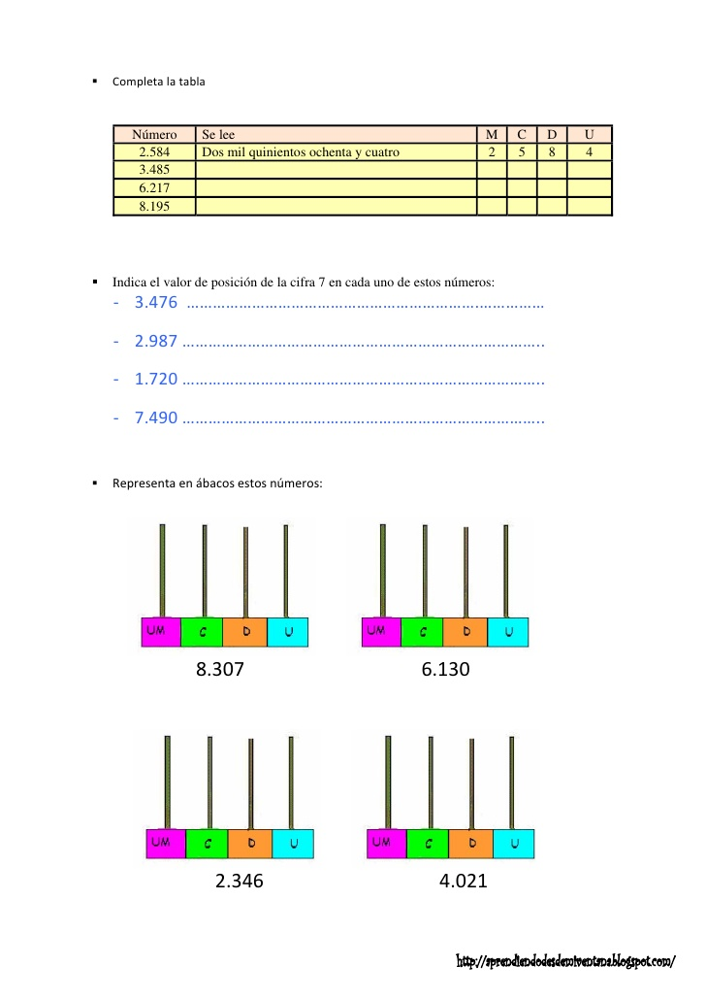 ▪ Completa la tabla
Número Se lee M C D U
2.584 Dos mil quinientos ochenta y cuatro 2 5 8 4
3.485
6.217
8.195
▪ Indica el valor de posición de la cifra 7 en cada uno de estos números:
- 3.476 ………………………………………………………………………
- 2.987 ………………………………………………………………………..
- 1.720 ………………………………………………………………………..
- 7.490 ………………………………………………………………………..
▪ Representa en ábacos estos números:
UM C D U UM C D U
8.307 6.130
UM C D U UM C D U
2.346 4.021
http://aprendiendodesdemiventana.blogspot.com/